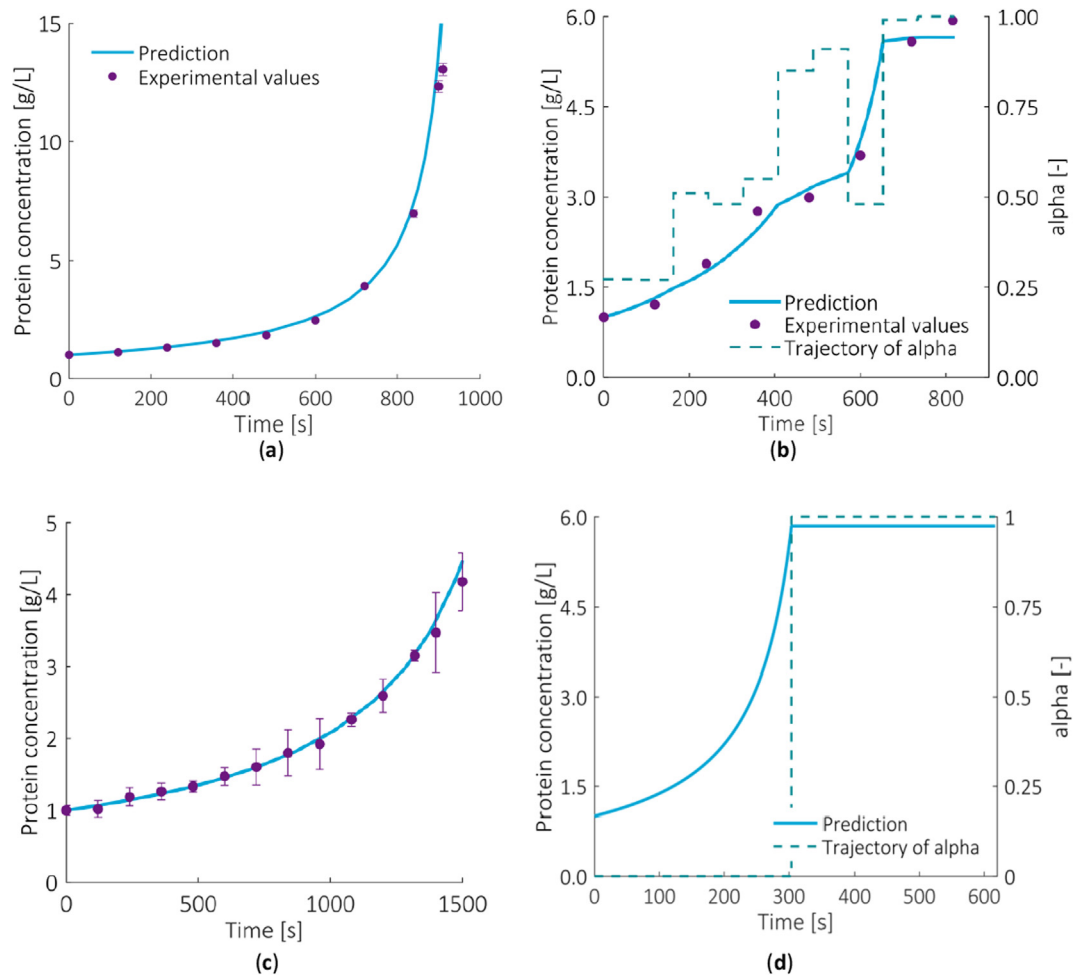 15
10
5
0
Protein concentration [g/L]
Prediction
Experimental values
0 200 400 600 800 1000
Time [s]
(a)
6.0
4.5
3.0
1.5
0.0
Protein concentration [g/L]
1.00
0.75
0.50
0.25
0.00
alpha [-]
Prediction
Experimental values
Trajectory of alpha
0 200 400 600 800
Time [s]
(b)
5
4
3
2
1
0
Protein concentration [g/L]
0 500 1000 1500
Time [s]
(c)
6.0
4.5
3.0
1.5
0.0
Protein concentration [g/L]
1
0.75
0.5
0.25
0
alpha [-]
Prediction
Trajectory of alpha
0 100 200 300 400 500 600
Time [s]
(d)